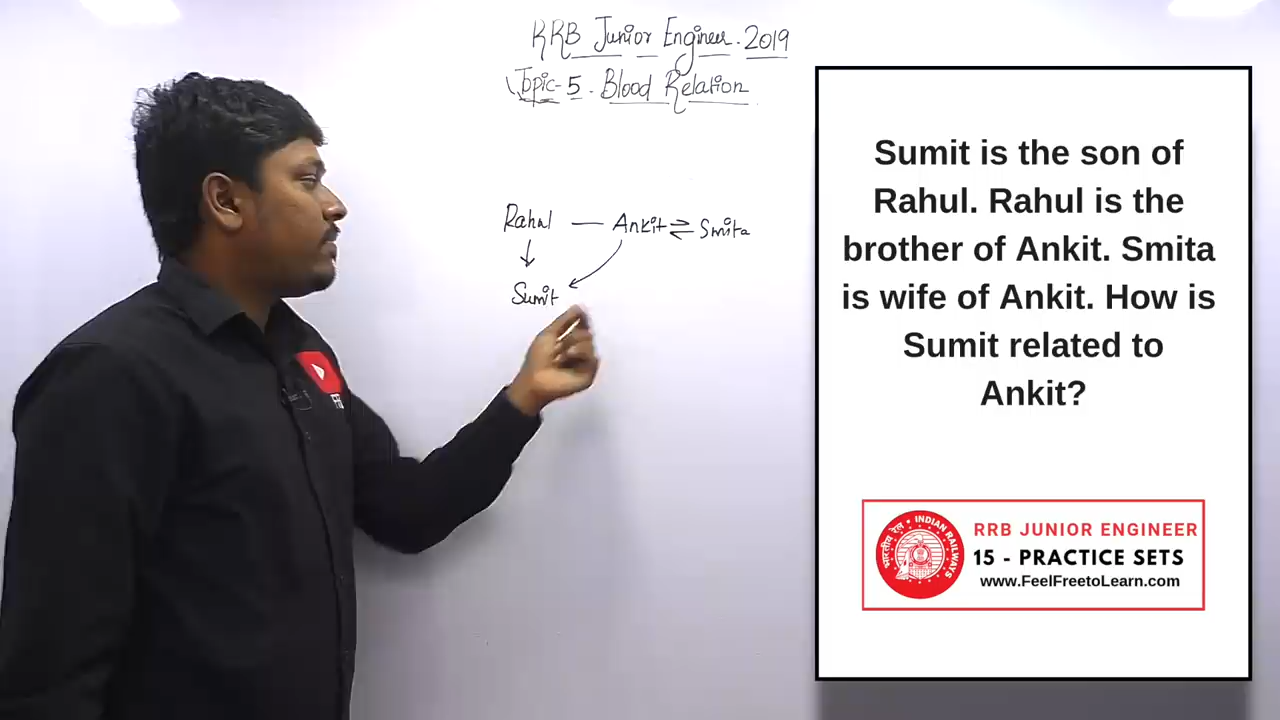 RRB Junior Engineer. 2019
Topic-5. Blood Relation
Rahul — Ankit ⇌ Smita
Sumit
Sumit is the son of
Rahul. Rahul is the
brother of Ankit. Smita
is wife of Ankit. How is
Sumit related to
Ankit?
भारतीय रेल • INDIAN RAILWAYS
RRB JUNIOR ENGINEER
15 - PRACTICE SETS
www.FeelFreetoLearn.com